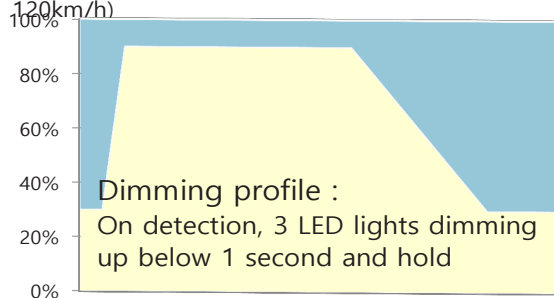 120km/h)
100%
80%
60%
40%
20%
0%
Dimming profile :
On detection, 3 LED lights dimming
up below 1 second and hold